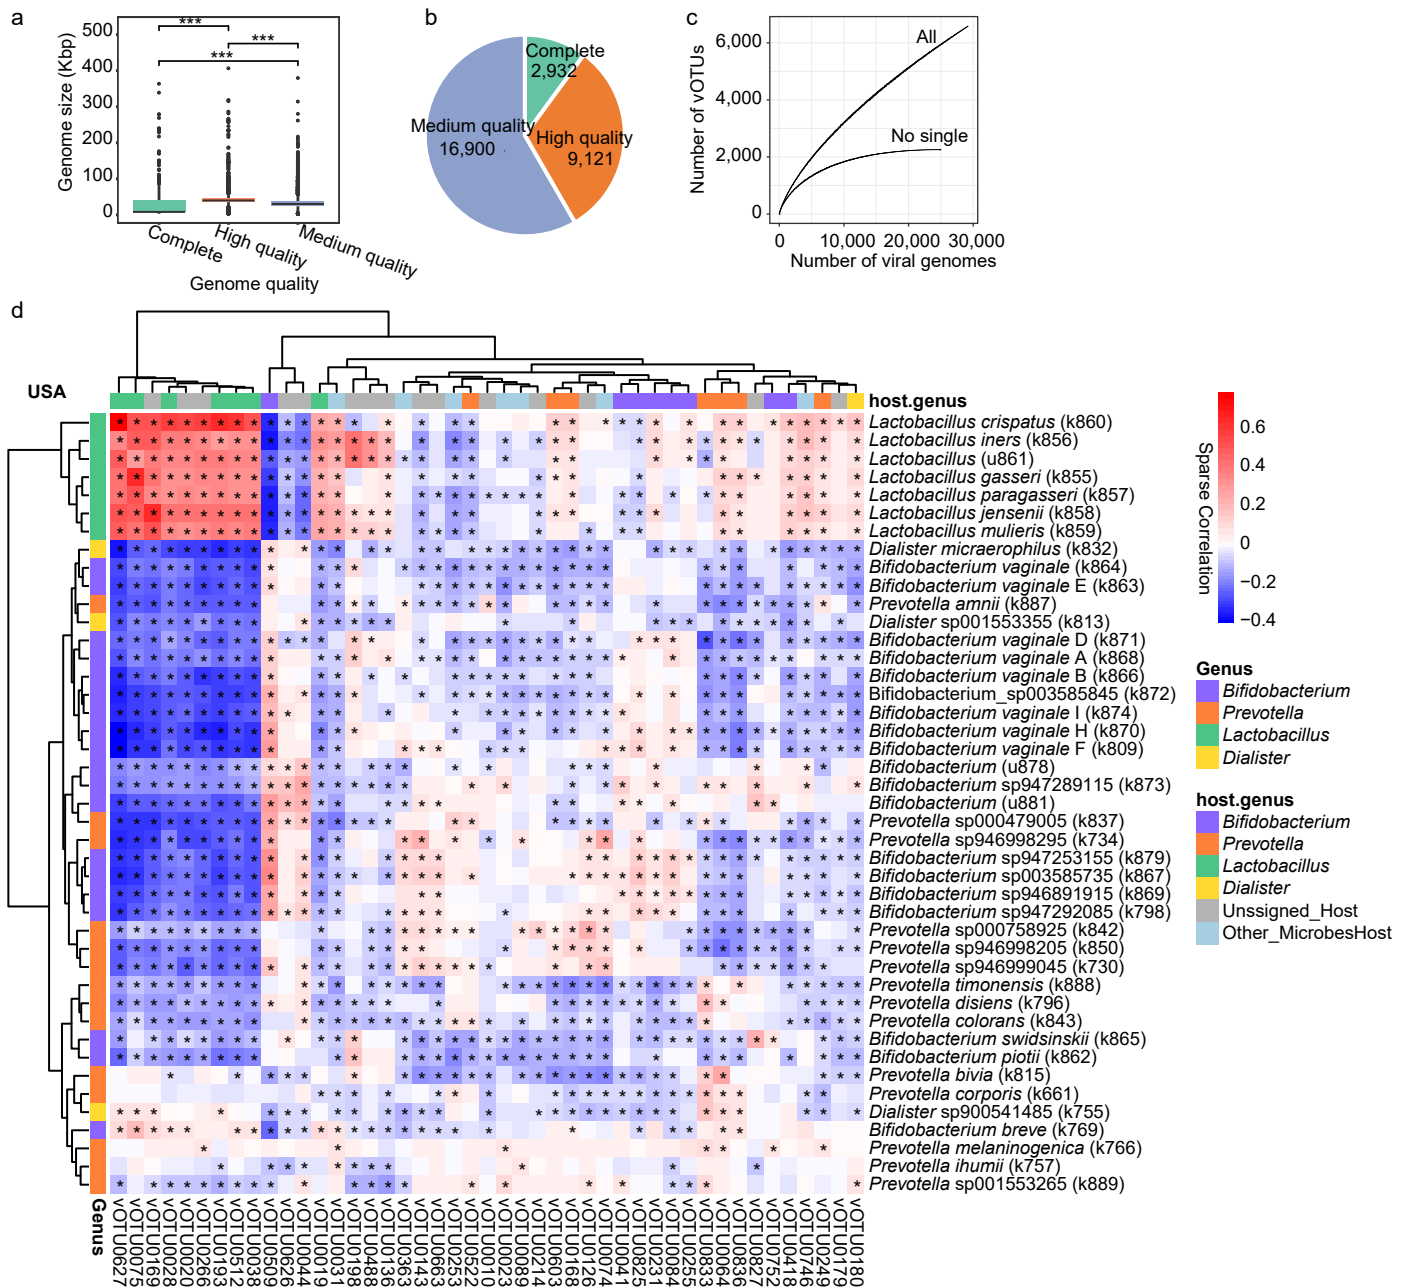 a
Genome size (Kbp)
500
400
300
200
100
0
***
***
***
Complete
High quality
Medium quality
Genome quality
b
Complete
2,932
High quality
9,121
Medium quality
16,900
c
Number of vOTUs
6,000
4,000
2,000
0
All
No single
0
10,000
20,000
30,000
Number of viral genomes
d
USA
host.genus
Lactobacillus crispatus (k860)
Lactobacillus iners (k856)
Lactobacillus (u861)
Lactobacillus gasseri (k855)
Lactobacillus paragasseri (k857)
Lactobacillus jensenii (k858)
Lactobacillus mulieris (k859)
Dialister micraerophilus (k832)
Bifidobacterium vaginale (k864)
Bifidobacterium vaginale E (k863)
Prevotella amnii (k887)
Dialister sp001553355 (k813)
Bifidobacterium vaginale D (k871)
Bifidobacterium vaginale A (k868)
Bifidobacterium vaginale B (k866)
Bifidobacterium_sp003585845 (k872)
Bifidobacterium vaginale I (k874)
Bifidobacterium vaginale H (k870)
Bifidobacterium vaginale F (k809)
Bifidobacterium (u878)
Bifidobacterium sp947289115 (k873)
Bifidobacterium (u881)
Prevotella sp000479005 (k837)
Prevotella sp946998295 (k734)
Bifidobacterium sp947253155 (k879)
Bifidobacterium sp003585735 (k867)
Bifidobacterium sp946891915 (k869)
Bifidobacterium sp947292085 (k798)
Prevotella sp000758925 (k842)
Prevotella sp946998205 (k850)
Prevotella sp946999045 (k730)
Prevotella timonensis (k888)
Prevotella disiens (k796)
Prevotella colorans (k843)
Bifidobacterium swidsinskii (k865)
Bifidobacterium piotii (k862)
Prevotella bivia (k815)
Prevotella corporis (k661)
Dialister sp900541485 (k755)
Bifidobacterium breve (k769)
Prevotella melaninogenica (k766)
Prevotella ihumii (k757)
Prevotella sp001553265 (k889)
Genus
vOTU0627
vOTU0075
vOTU0169
vOTU0028
vOTU0020
vOTU0266
vOTU0193
vOTU0512
vOTU0038
vOTU0509
vOTU0626
vOTU0044
vOTU0019
vOTU0031
vOTU0198
vOTU0488
vOTU0136
vOTU0363
vOTU0143
vOTU0663
vOTU0253
vOTU0522
vOTU0010
vOTU0023
vOTU0089
vOTU0214
vOTU0603
vOTU0168
vOTU0126
vOTU0074
vOTU0041
vOTU0825
vOTU0231
vOTU0084
vOTU0255
vOTU0833
vOTU0064
vOTU0836
vOTU0827
vOTU0752
vOTU0418
vOTU0746
vOTU0249
vOTU0179
vOTU0180
Sparse Correlation
0.6
0.4
0.2
0
−0.2
−0.4
Genus
Bifidobacterium
Prevotella
Lactobacillus
Dialister
host.genus
Bifidobacterium
Prevotella
Lactobacillus
Dialister
Unssigned_Host
Other_MicrobesHost